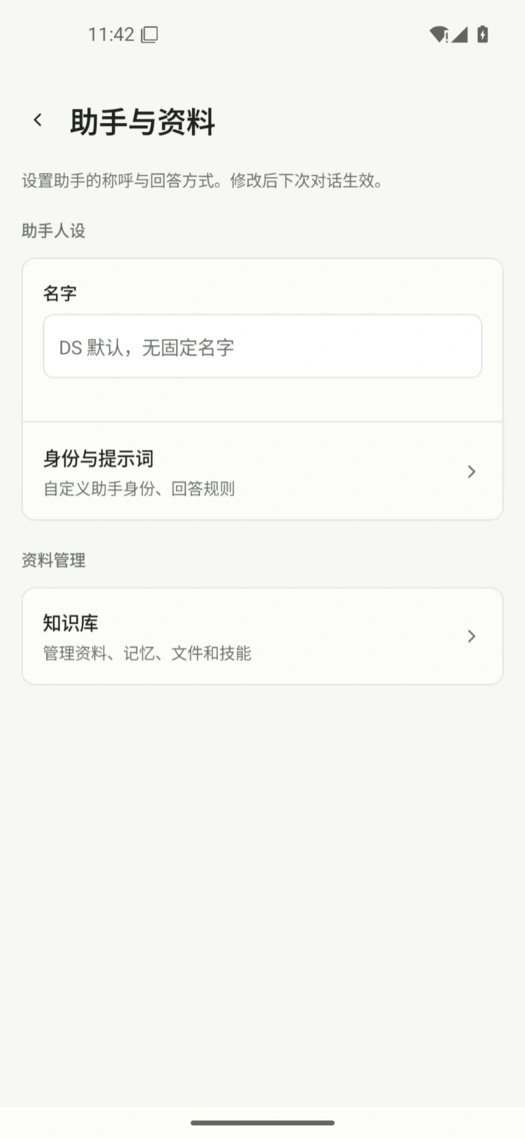 11:42
助手与资料
设置助手的称呼与回答方式。修改后下次对话生效。
助手人设
名字
DS 默认，无固定名字
身份与提示词
自定义助手身份、回答规则
资料管理
知识库
管理资料、记忆、文件和技能